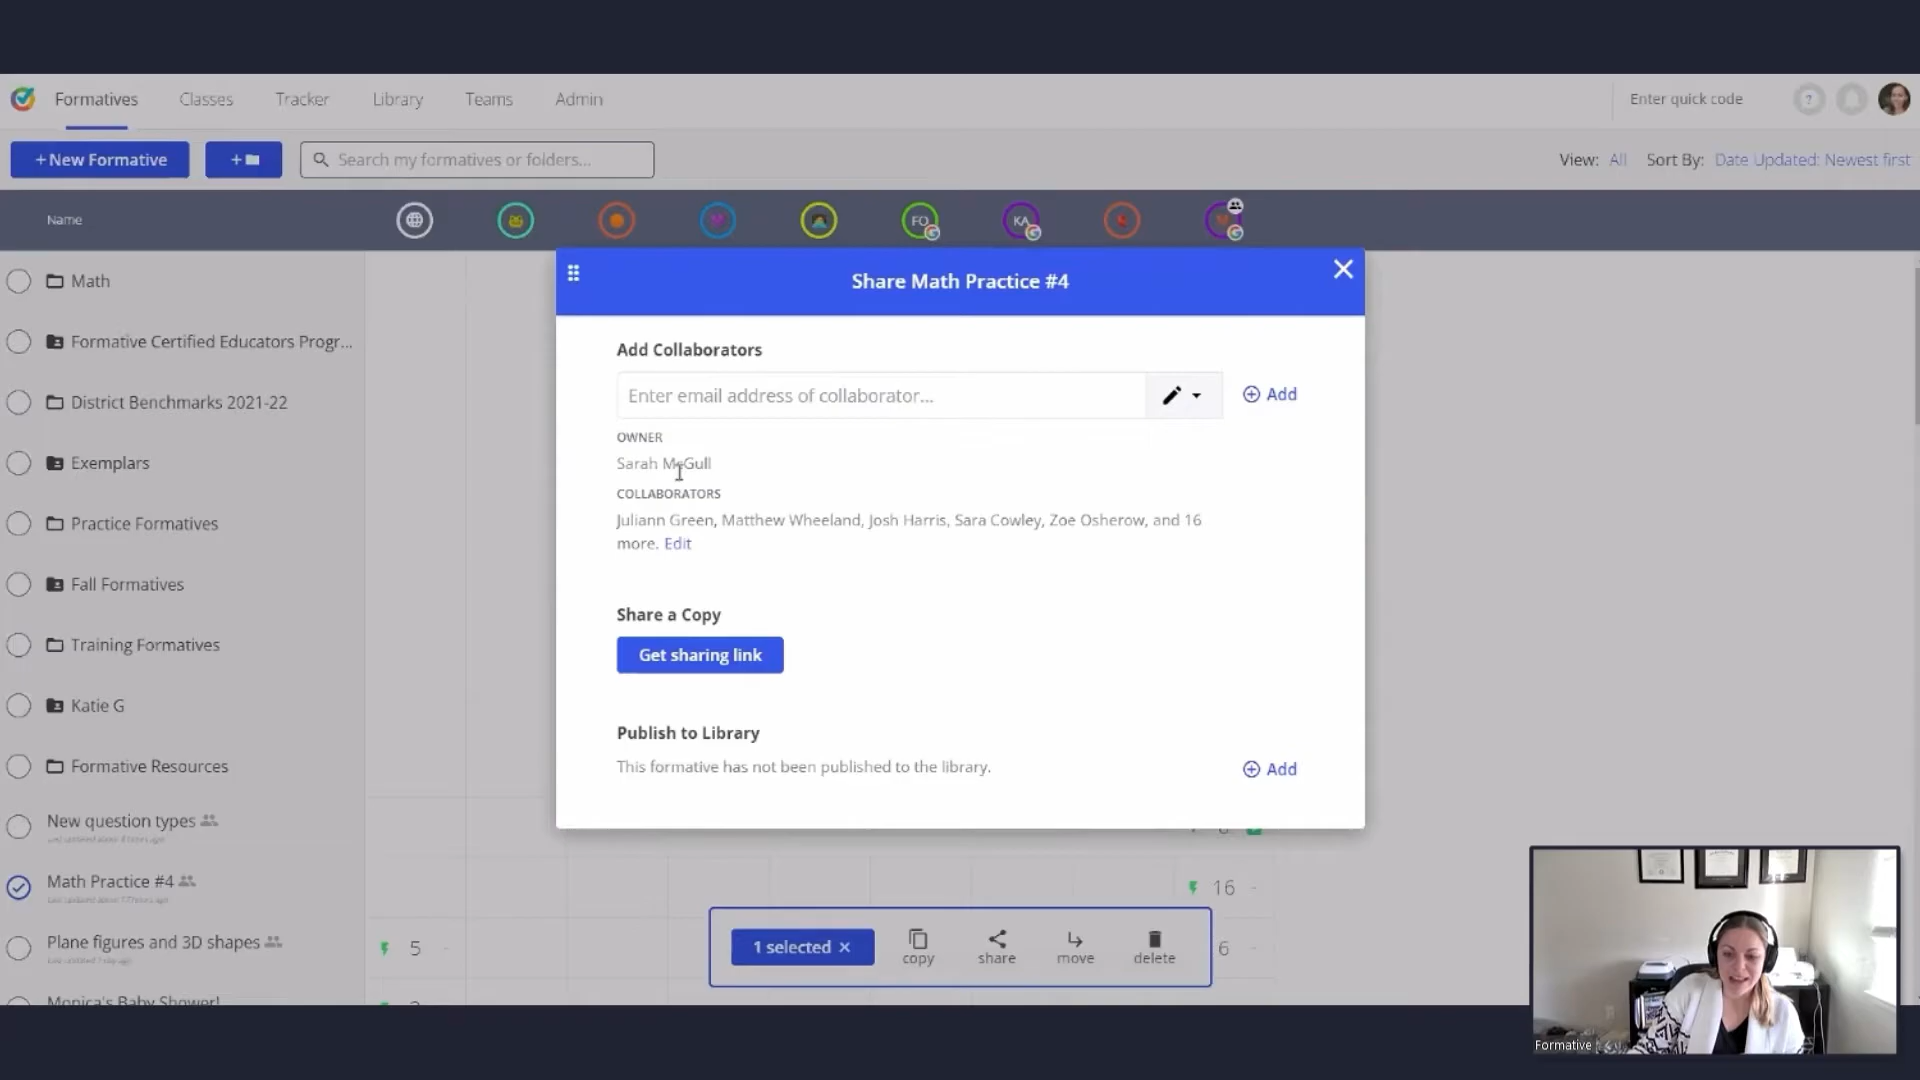 Formatives Classes Tracker Library Teams Admin Enter quick code ?
+ New Formative + Search my formatives or folders... View: All Sort By: Date Updated: Newest first
Name FO G KA G G
Math
Formative Certified Educators Progr...
District Benchmarks 2021-22
Exemplars
Practice Formatives
Fall Formatives
Training Formatives
Katie G
Formative Resources
New question types
Math Practice #4
16 -
Plane figures and 3D shapes
5 -
6 -
Monica's Baby Shower!
Share Math Practice #4
Add Collaborators
Enter email address of collaborator...
Add
OWNER
Sarah McGull
COLLABORATORS
Juliann Green, Matthew Wheeland, Josh Harris, Sara Cowley, Zoe Osherow, and 16
more. Edit
Share a Copy
Get sharing link
Publish to Library
This formative has not been published to the library.
Add
1 selected ×
copy
share
move
delete
Formative